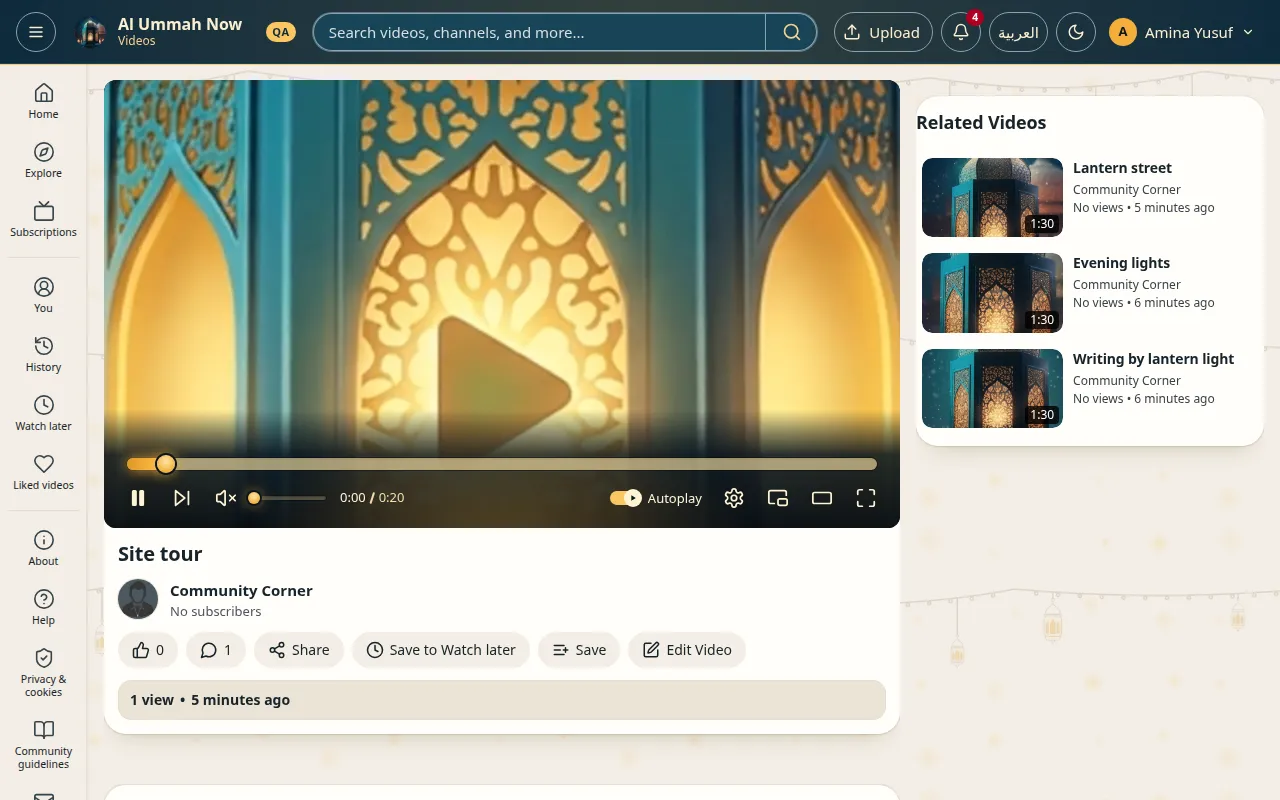 Al Ummah Now
Videos
QA
Search videos, channels, and more...
Upload
4
العربية
A
Amina Yusuf
Home
Explore
Subscriptions
You
History
Watch later
Liked videos
About
Help
Privacy &
cookies
Community
guidelines
0:00 / 0:20
Autoplay
Site tour
Community Corner
No subscribers
0
1
Share
Save to Watch later
Save
Edit Video
1 view • 5 minutes ago
Related Videos
Lantern street
Community Corner
No views • 5 minutes ago
1:30
Evening lights
Community Corner
No views • 6 minutes ago
1:30
Writing by lantern light
Community Corner
No views • 6 minutes ago
1:30